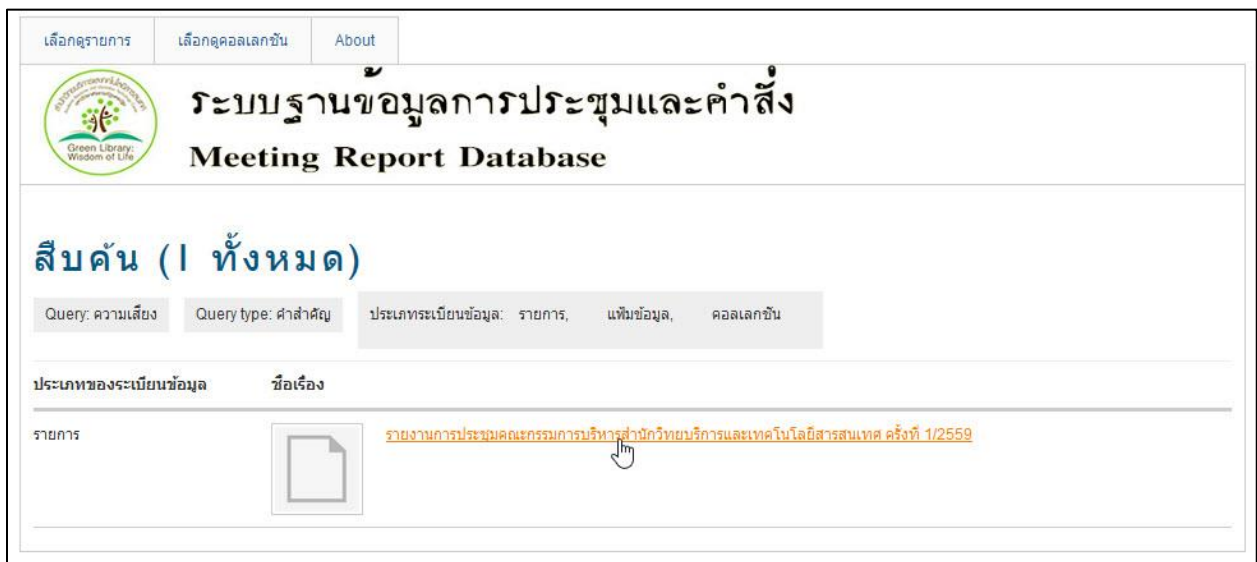 เลือกดูรายการ เลือกดูคอลเลกชัน About
ระบบฐานข้อมูลการประชุมและคำสั่ง
Green Library:
Wisdom of Life
Meeting Report Database
สืบค้น (1 ทั้งหมด)
Query: ความเสี่ยง Query type: คำสำคัญ ประเภทระเบียนข้อมูล: รายการ, แฟ้มข้อมูล, คอลเลกชัน
ประเภทของระเบียนข้อมูล ชื่อเรื่อง
รายการ รายงานการประชุมคณะกรรมการบริหารสำนักวิทยบริการและเทคโนโลยีสารสนเทศ ครั้งที่ 1/2559